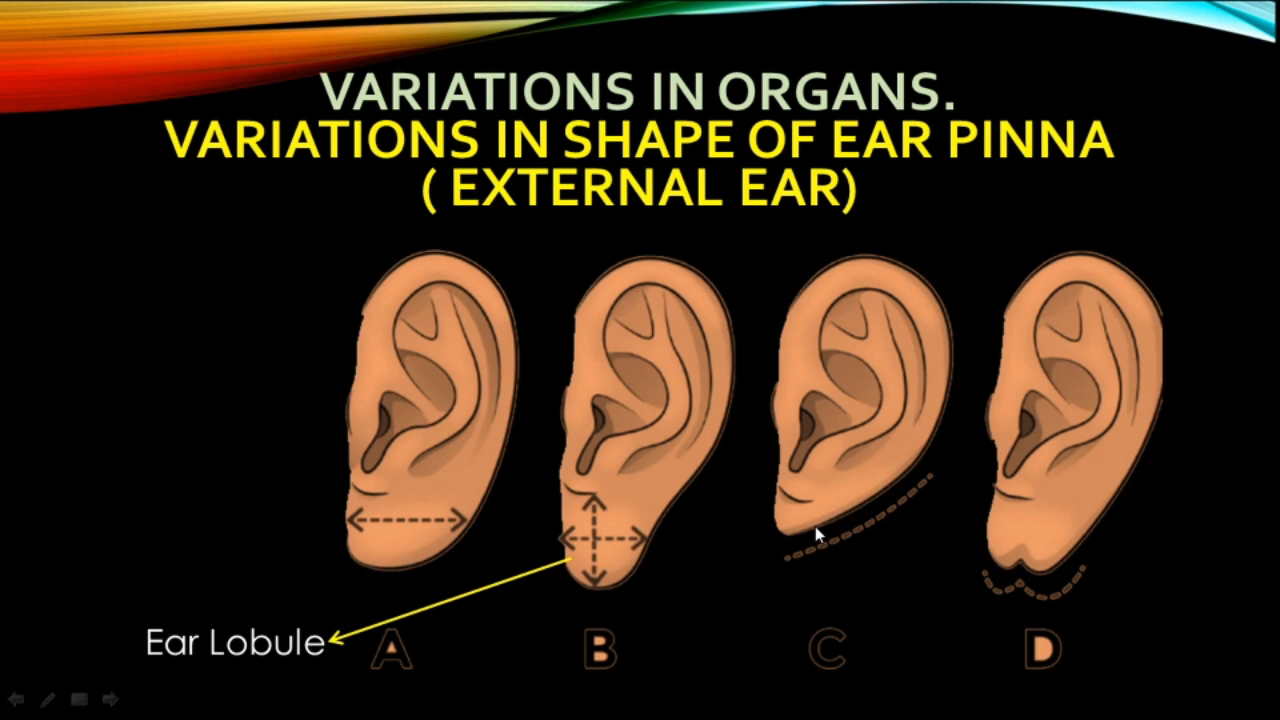 VARIATIONS IN ORGANS.
VARIATIONS IN SHAPE OF EAR PINNA
( EXTERNAL EAR)
Ear Lobule
A B C D